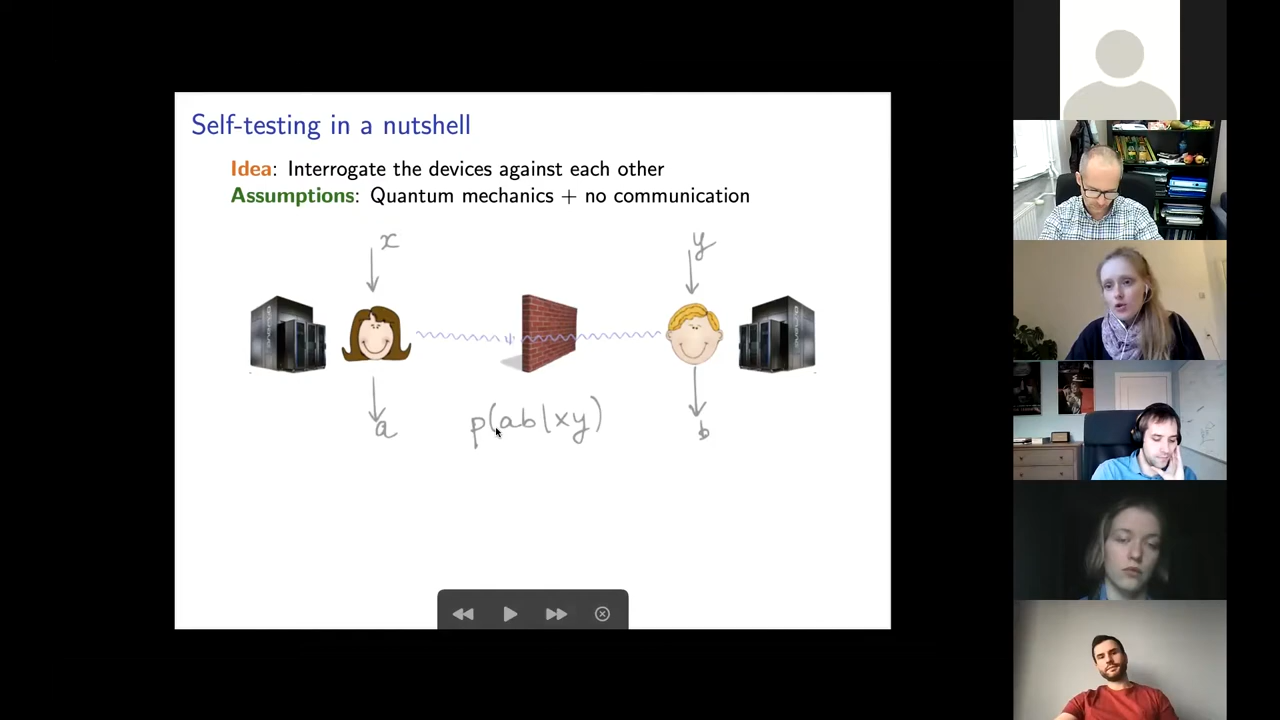 Self-testing in a nutshell
Idea: Interrogate the devices against each other
Assumptions: Quantum mechanics + no communication
x
y
ψ
a
p(ab|xy)
b